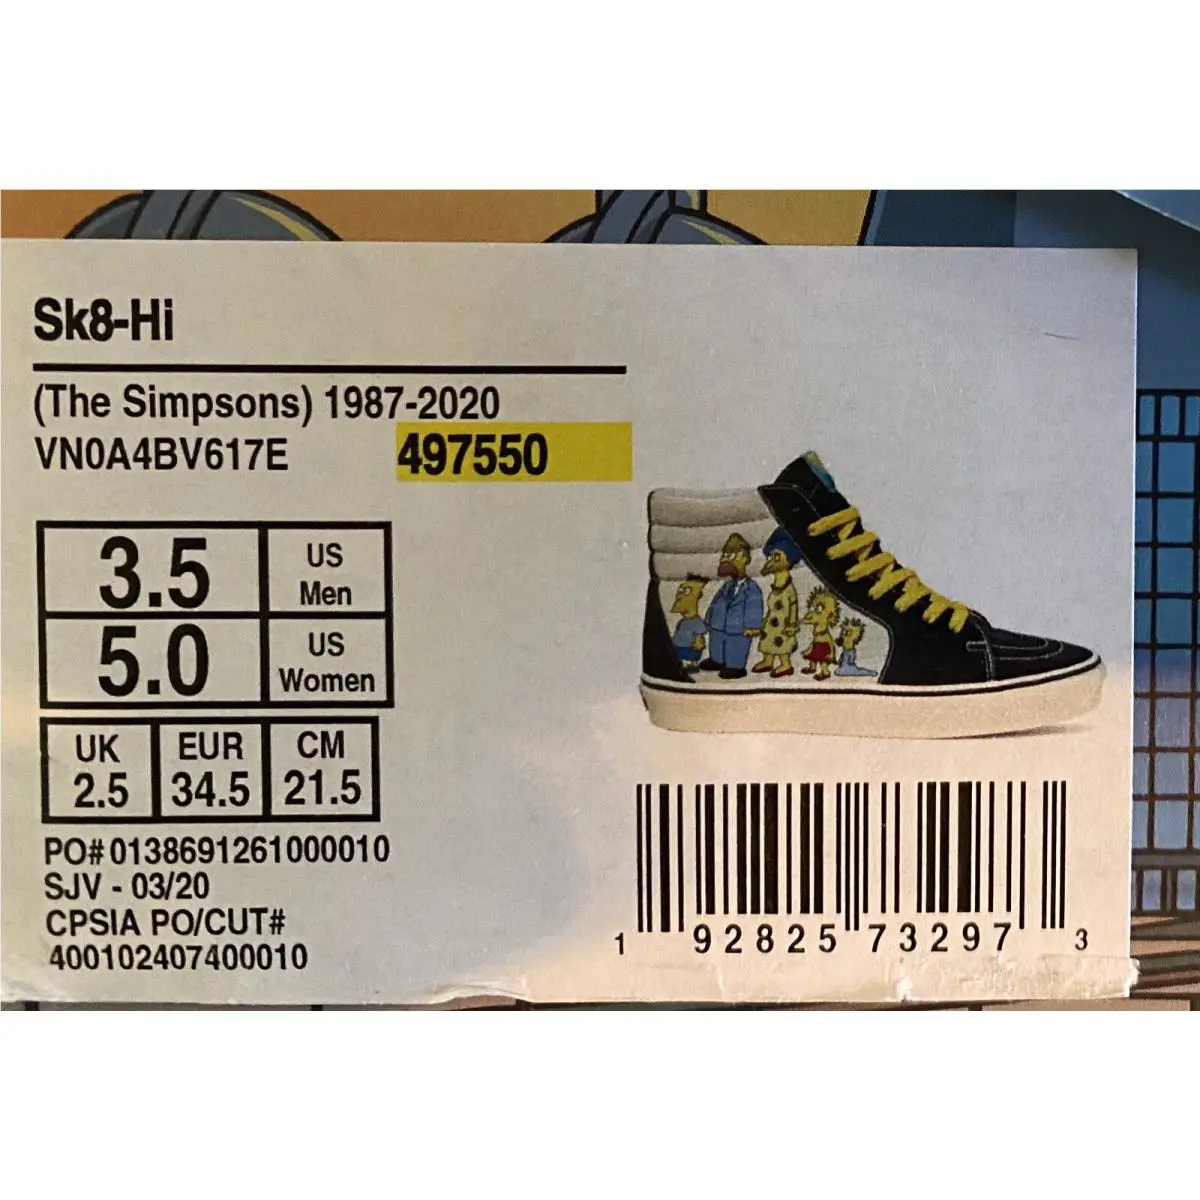 Sk8-Hi
(The Simpsons) 1987-2020
VN0A4BV617E 497550
3.5 US Men
5.0 US Women
UK EUR CM
2.5 34.5 21.5
PO# 0138691261000010
SJV - 03/20
CPSIA PO/CUT#
400102407400010
1 92825 73297 3